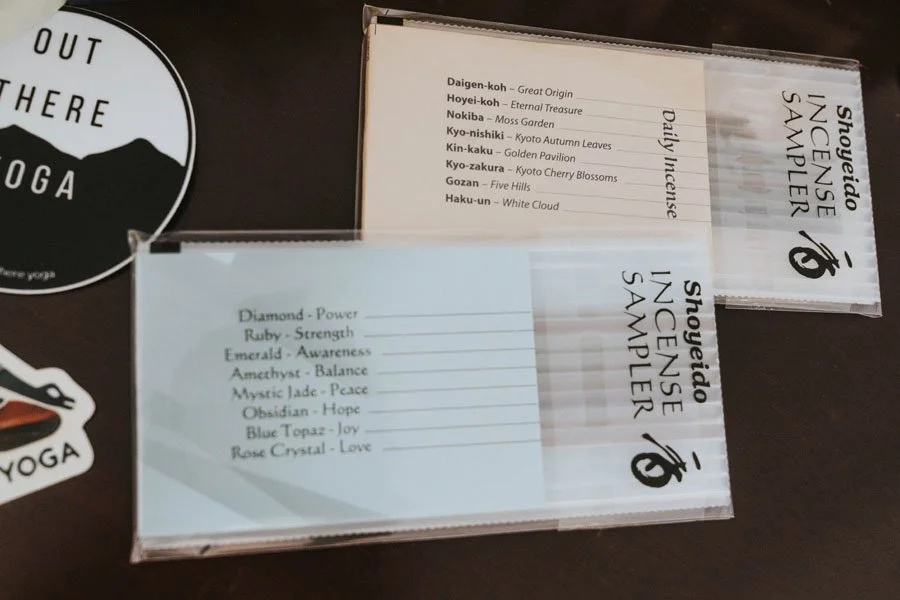 OUT
THERE
YOGA
here yoga
YOGA
Daigen-koh – Great Origin
Hoyei-koh – Eternal Treasure
Nokiba – Moss Garden
Kyo-nishiki – Kyoto Autumn Leaves
Kin-kaku – Golden Pavilion
Kyo-zakura – Kyoto Cherry Blossoms
Gozan – Five Hills
Haku-un – White Cloud
Daily Incense
Shoyeido
INCENSE
SAMPLER
Diamond - Power
Ruby - Strength
Emerald - Awareness
Amethyst - Balance
Mystic Jade - Peace
Obsidian - Hope
Blue Topaz - Joy
Rose Crystal - Love
Shoyeido
INCENSE
SAMPLER